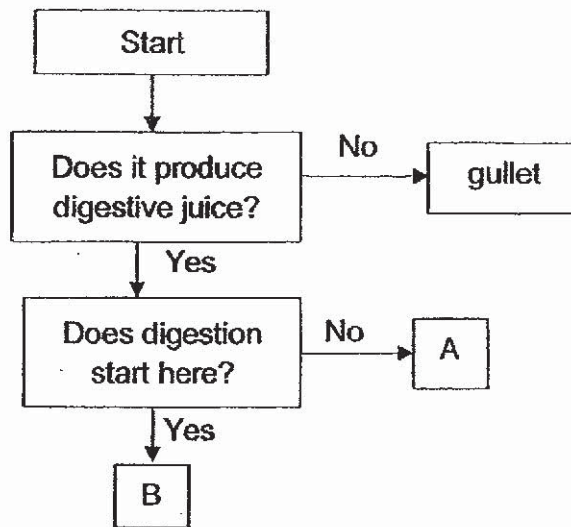 Start
Does it produce
digestive juice?
No
gullet
Yes
Does digestion
start here?
No
A
Yes
B